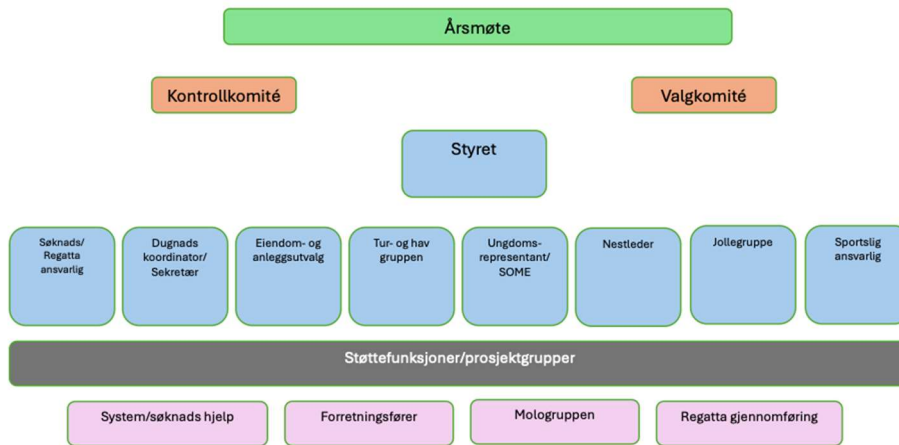 Årsmøte
Kontrollkomité
Valgkomité
Styret
Søknads/
Regatta
ansvarlig
Dugnads
koordinator/
Sekretær
Eiendom- og
anleggsutvalg
Tur- og hav
gruppen
Ungdoms-
representant/
SOME
Nestleder
Jollegruppe
Sportslig
ansvarlig
Støttefunksjoner/prosjektgrupper
System/søknads hjelp
Forretningsfører
Mologruppen
Regatta gjennomføring